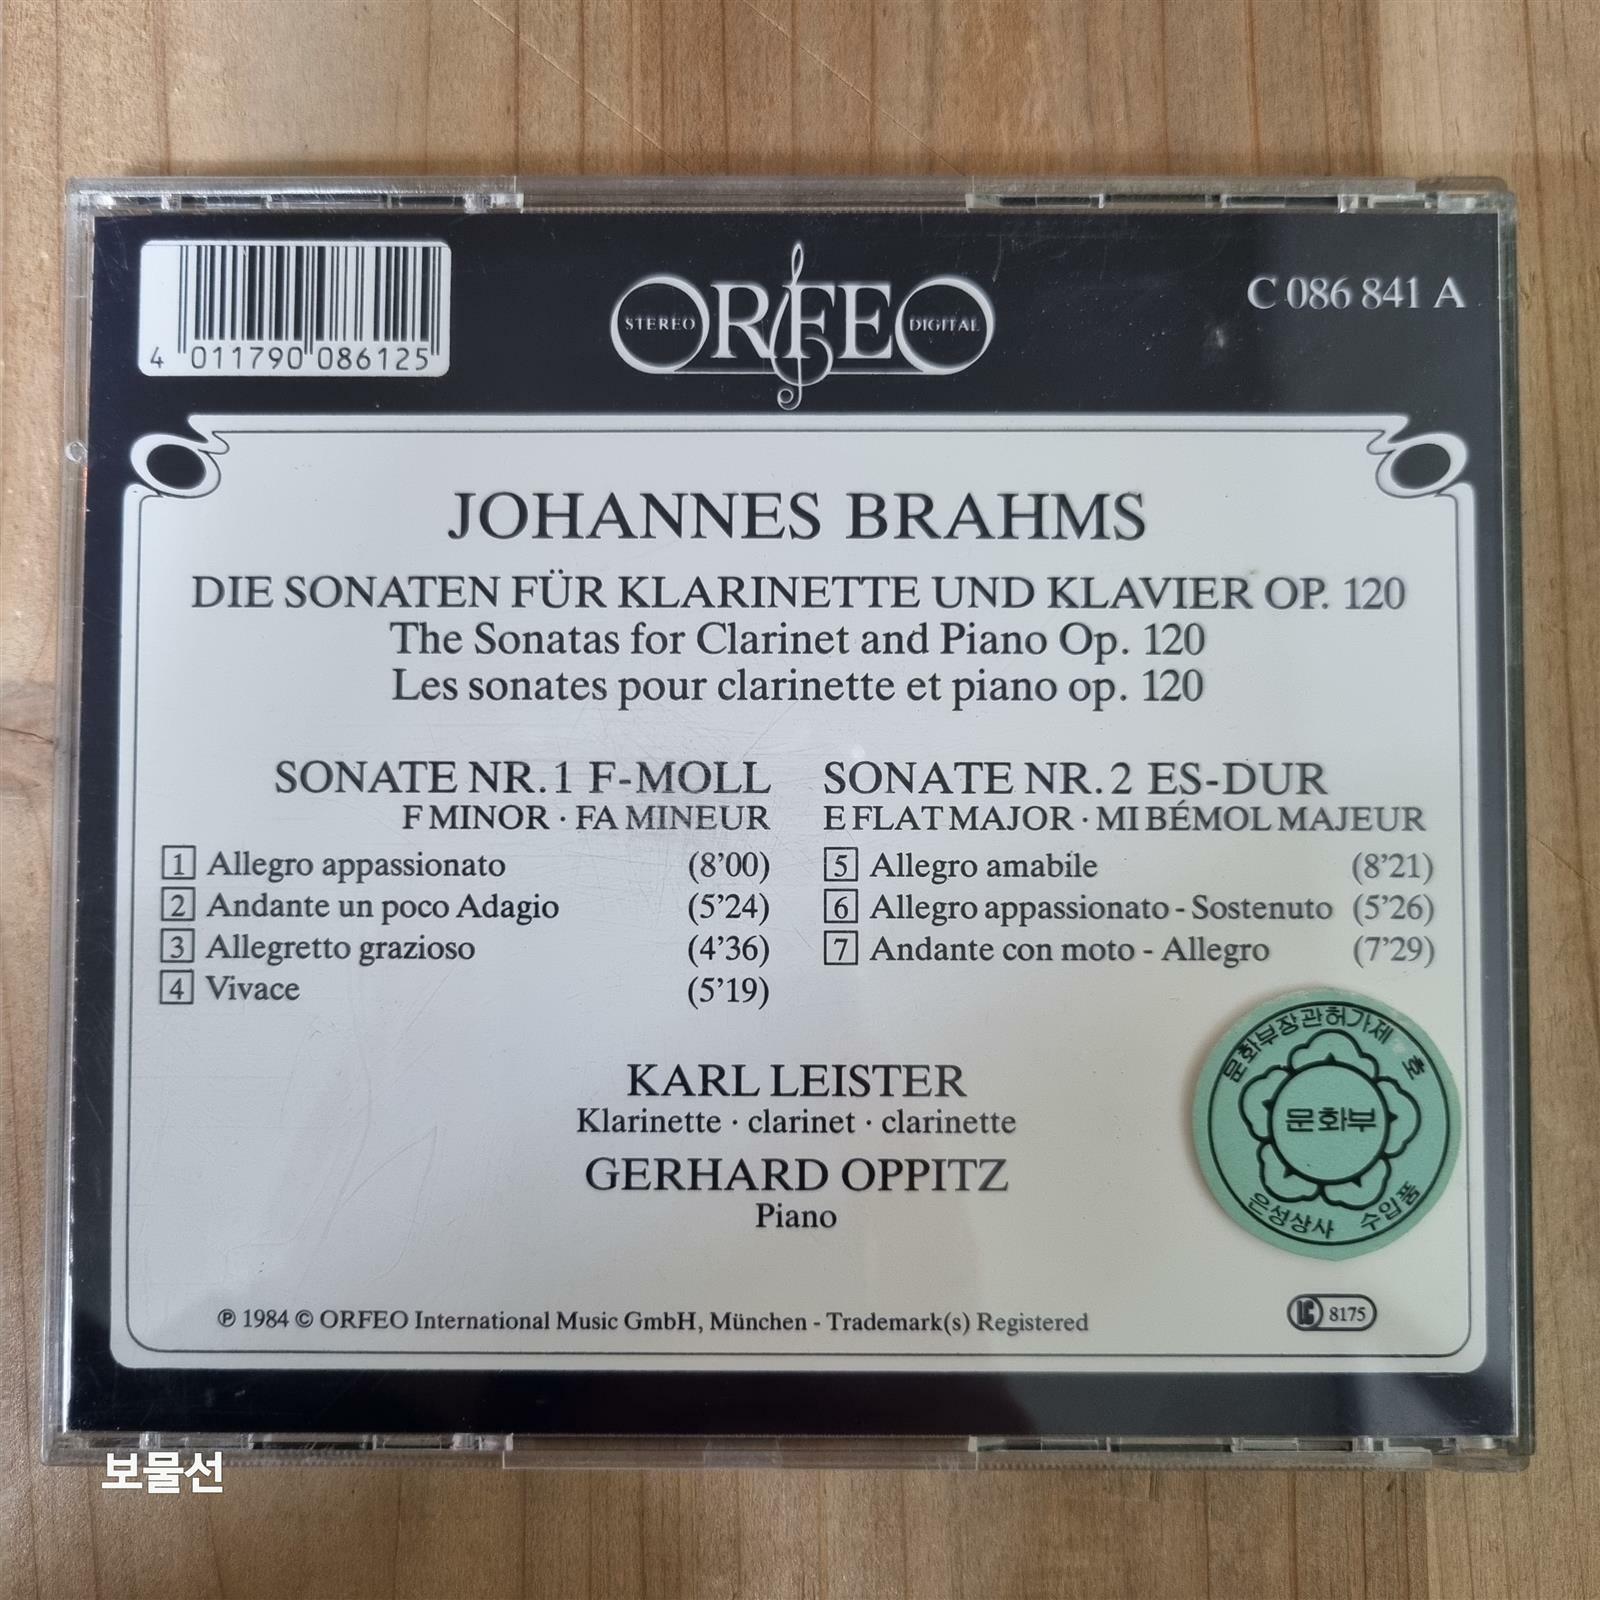 4 011790 086125
ORFEO
STEREO
DIGITAL
C 086 841 A
JOHANNES BRAHMS
DIE SONATEN FÜR KLARINETTE UND KLAVIER OP. 120
The Sonatas for Clarinet and Piano Op. 120
Les sonates pour clarinette et piano op. 120
SONATE NR. 1 F-MOLL
F MINOR · FA MINEUR
1 Allegro appassionato (8’00)
2 Andante un poco Adagio (5’24)
3 Allegretto grazioso (4’36)
4 Vivace (5’19)
SONATE NR. 2 ES-DUR
E FLAT MAJOR · MI BÉMOL MAJEUR
5 Allegro amabile (8’21)
6 Allegro appassionato - Sostenuto (5’26)
7 Andante con moto - Allegro (7’29)
KARL LEISTER
Klarinette · clarinet · clarinette
GERHARD OPPITZ
Piano
문화부장관허가제 호
문화부
은성상사 수입품
℗ 1984 © ORFEO International Music GmbH, München - Trademark(s) Registered
LC 8175
보물선